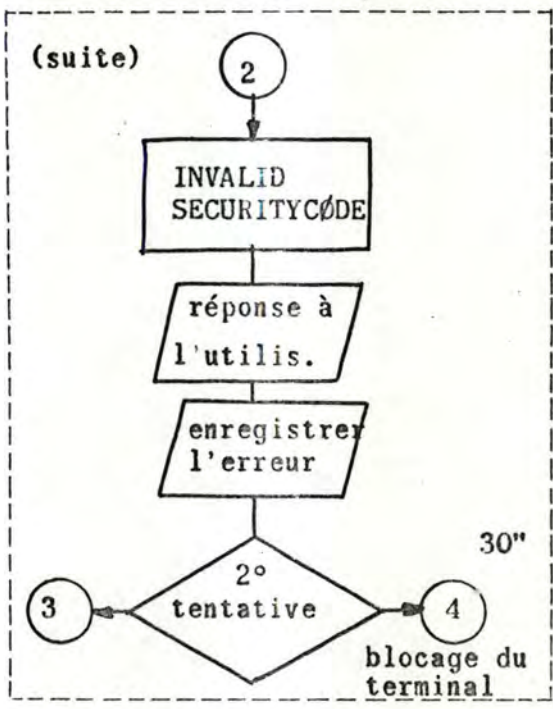 (suite)
2
INVALID
SECURITYCØDE
réponse à
l'utilis.
enregistrer
l'erreur
30"
2°
tentative
3
4
blocage du
terminal